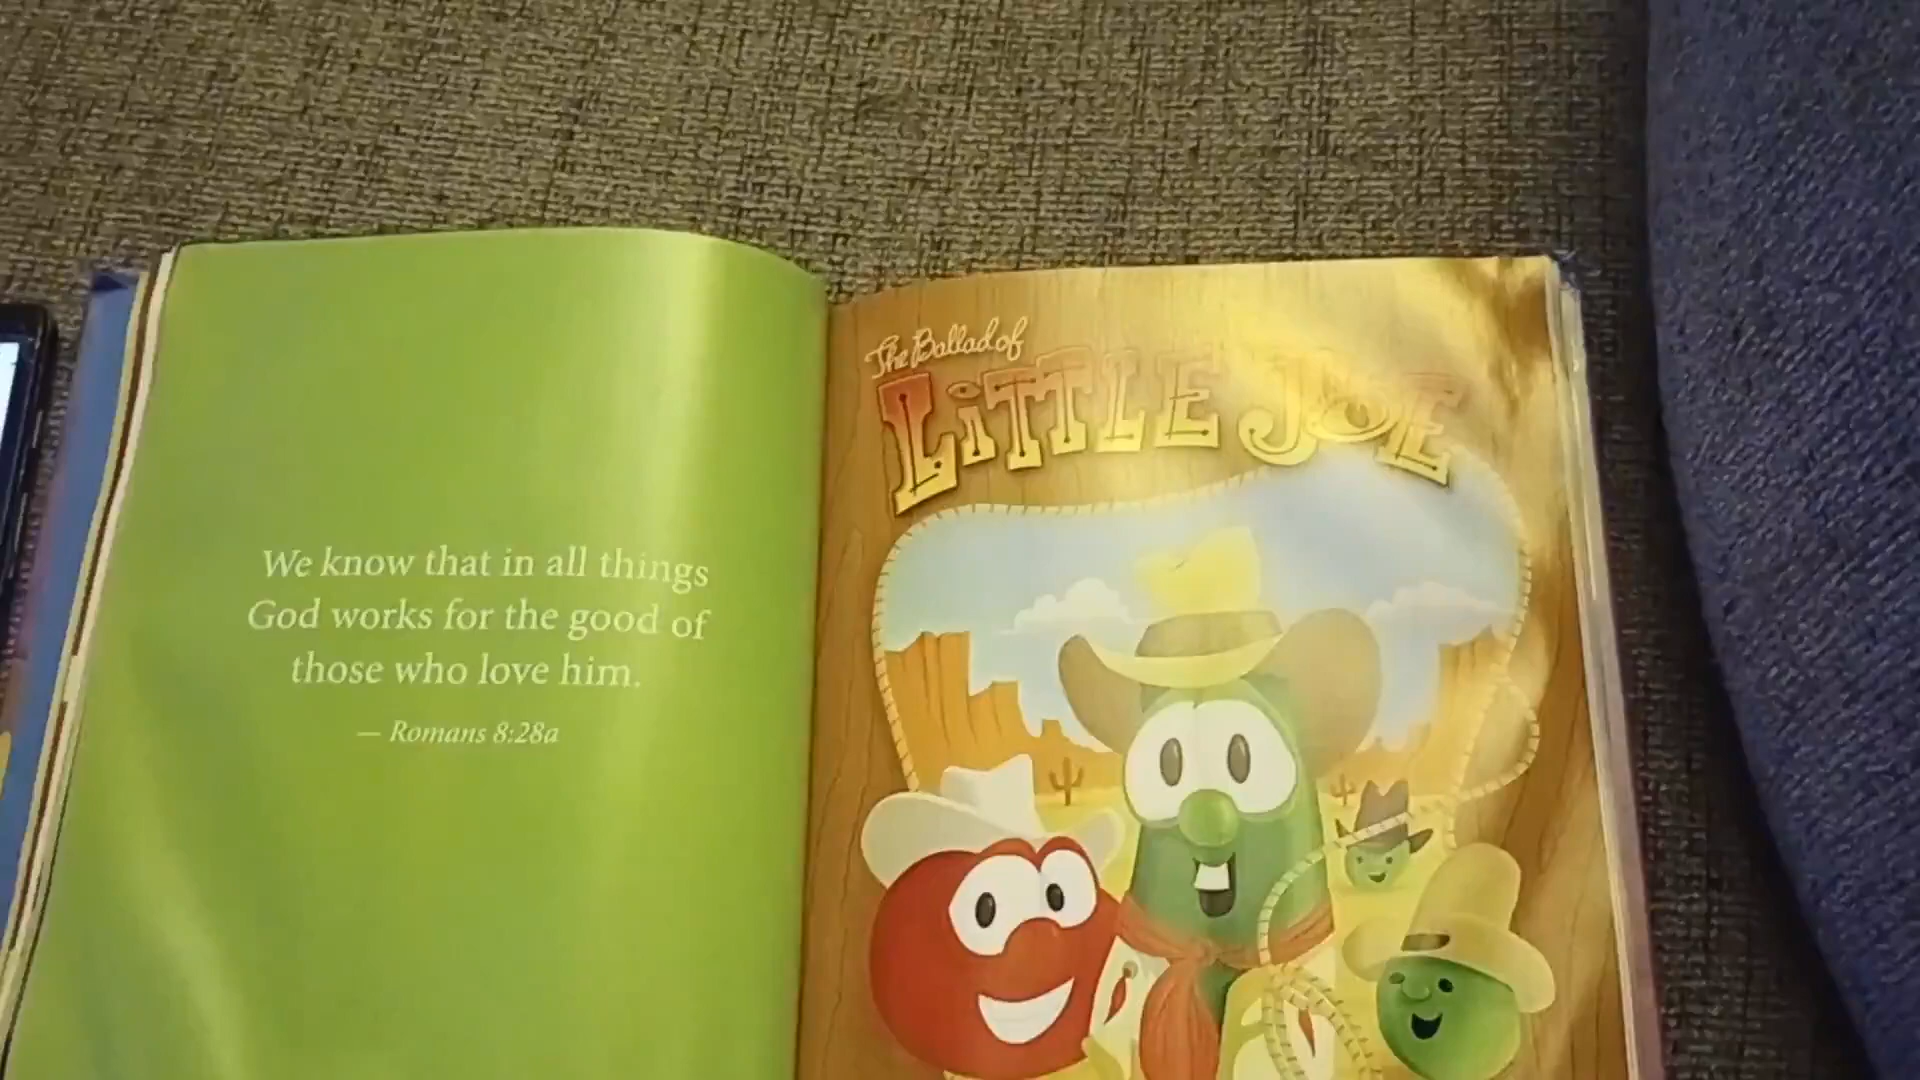 We know that in all things
God works for the good of
those who love him.
— Romans 8:28a
The Ballad of
LiTTLE JOE